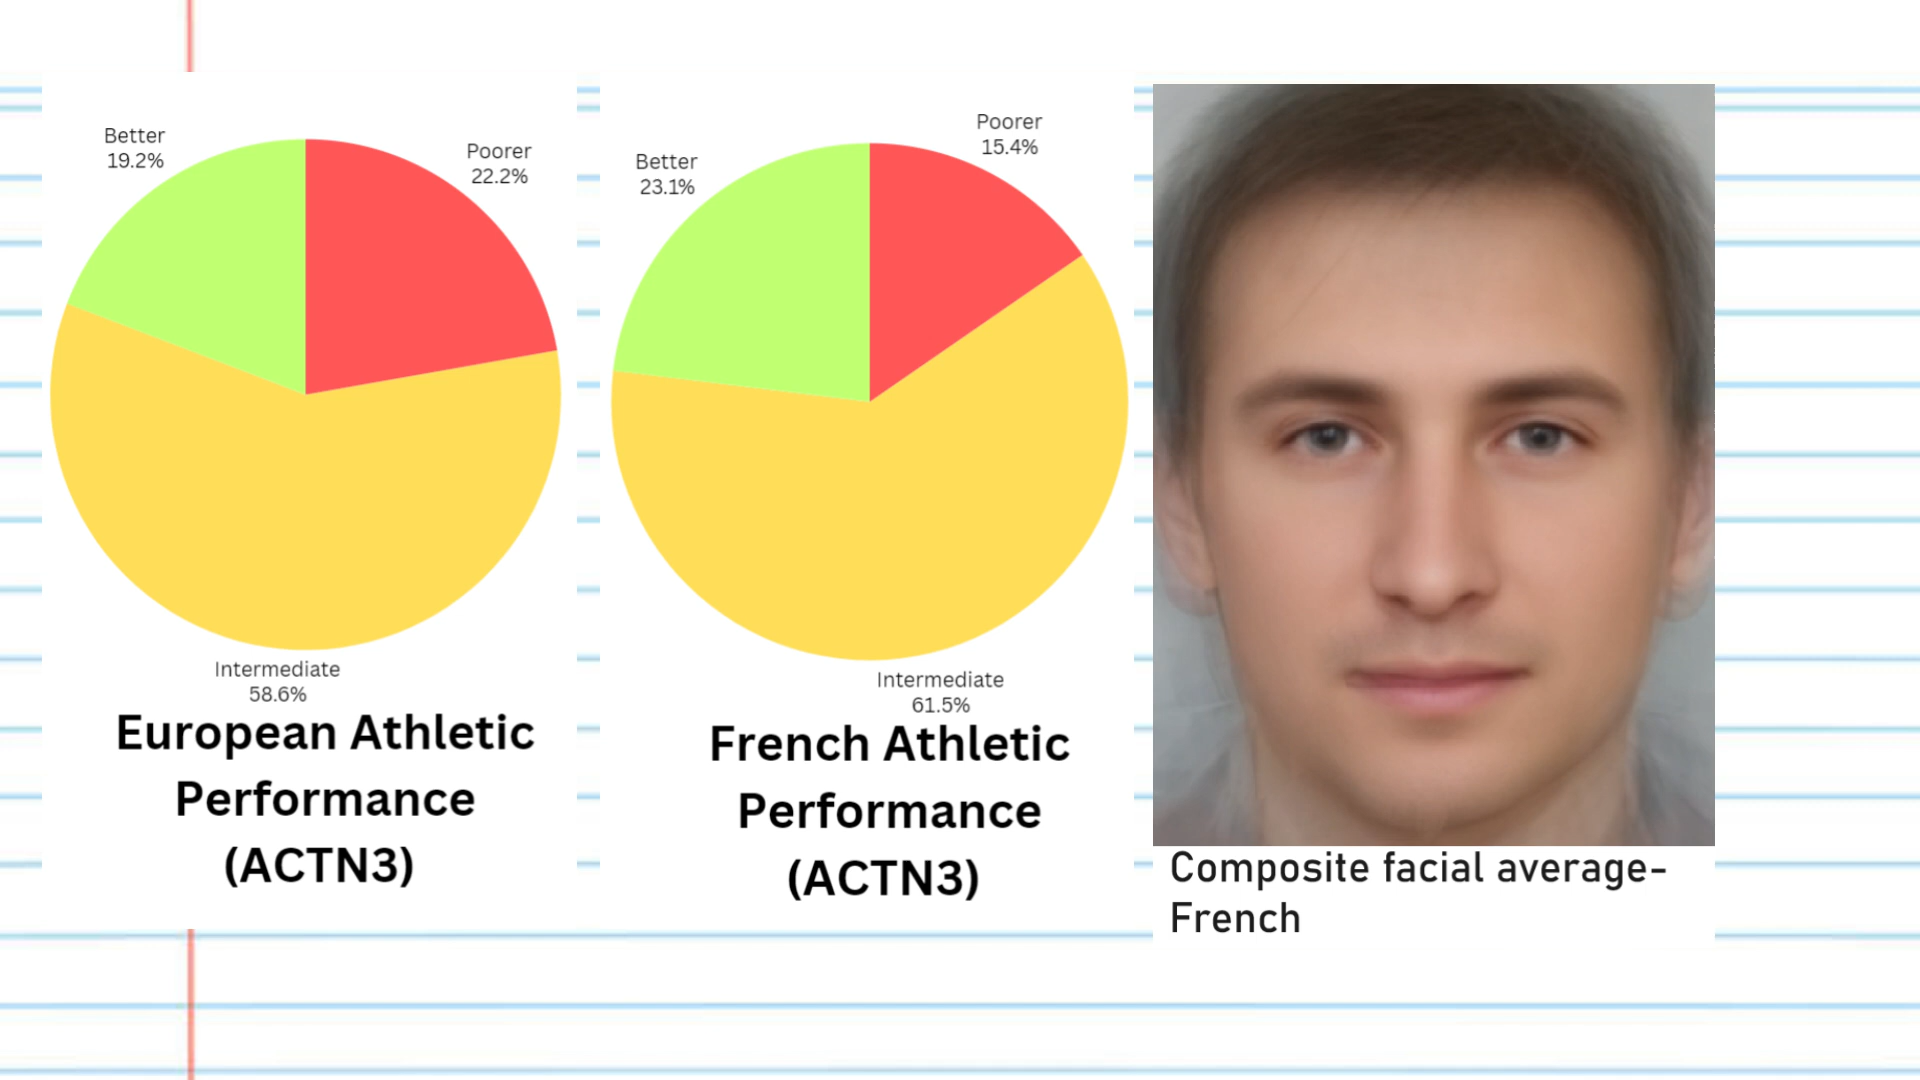 Better
19.2%
Poorer
22.2%
Intermediate
58.6%
European Athletic
Performance
(ACTN3)
Better
23.1%
Poorer
15.4%
Intermediate
61.5%
French Athletic
Performance
(ACTN3)
Composite facial average-
French